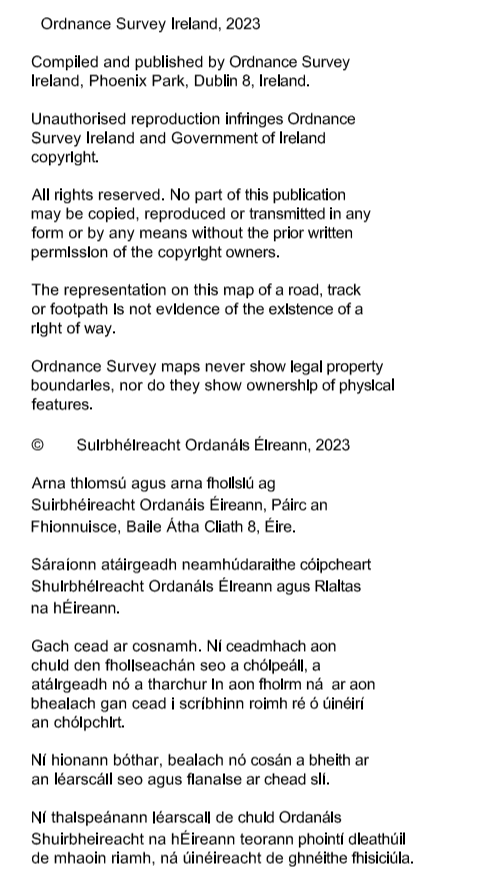 Ordnance Survey Ireland, 2023
Compiled and published by Ordnance Survey
Ireland, Phoenix Park, Dublin 8, Ireland.
Unauthorised reproduction infringes Ordnance
Survey Ireland and Government of Ireland
copyright.
All rights reserved. No part of this publication
may be copied, reproduced or transmitted in any
form or by any means without the prior written
permission of the copyright owners.
The representation on this map of a road, track
or footpath is not evidence of the existence of a
right of way.
Ordnance Survey maps never show legal property
boundaries, nor do they show ownership of physical
features.
© Suirbhéireacht Ordanáis Éireann, 2023
Arna thiomsú agus arna fhoilsiú ag
Suirbhéireacht Ordanáis Éireann, Páirc an
Fhionnuisce, Baile Átha Cliath 8, Éire.
Sáraíonn atáirgeadh neamhúdaraithe cóipcheart
Shuirbhéireacht Ordanáis Éireann agus Rialtas
na hÉireann.
Gach cead ar cosnamh. Ní ceadmhach aon
chuid den fhoilseachán seo a chóipeáil, a
atáirgeadh nó a tharchur in aon fhoirm ná ar aon
bhealach gan cead i scríbhinn roimh ré ó úinéirí
an chóipchirt.
Ní hionann bóthar, bealach nó cosán a bheith ar
an léarscáil seo agus fianaise ar chead slí.
Ní thaispeánann léarscail de chuid Ordanáis
Shuirbheireacht na hÉireann teorann phointí dleathúil
de mhaoin riamh, ná úinéireacht de ghnéithe fhisiciúla.